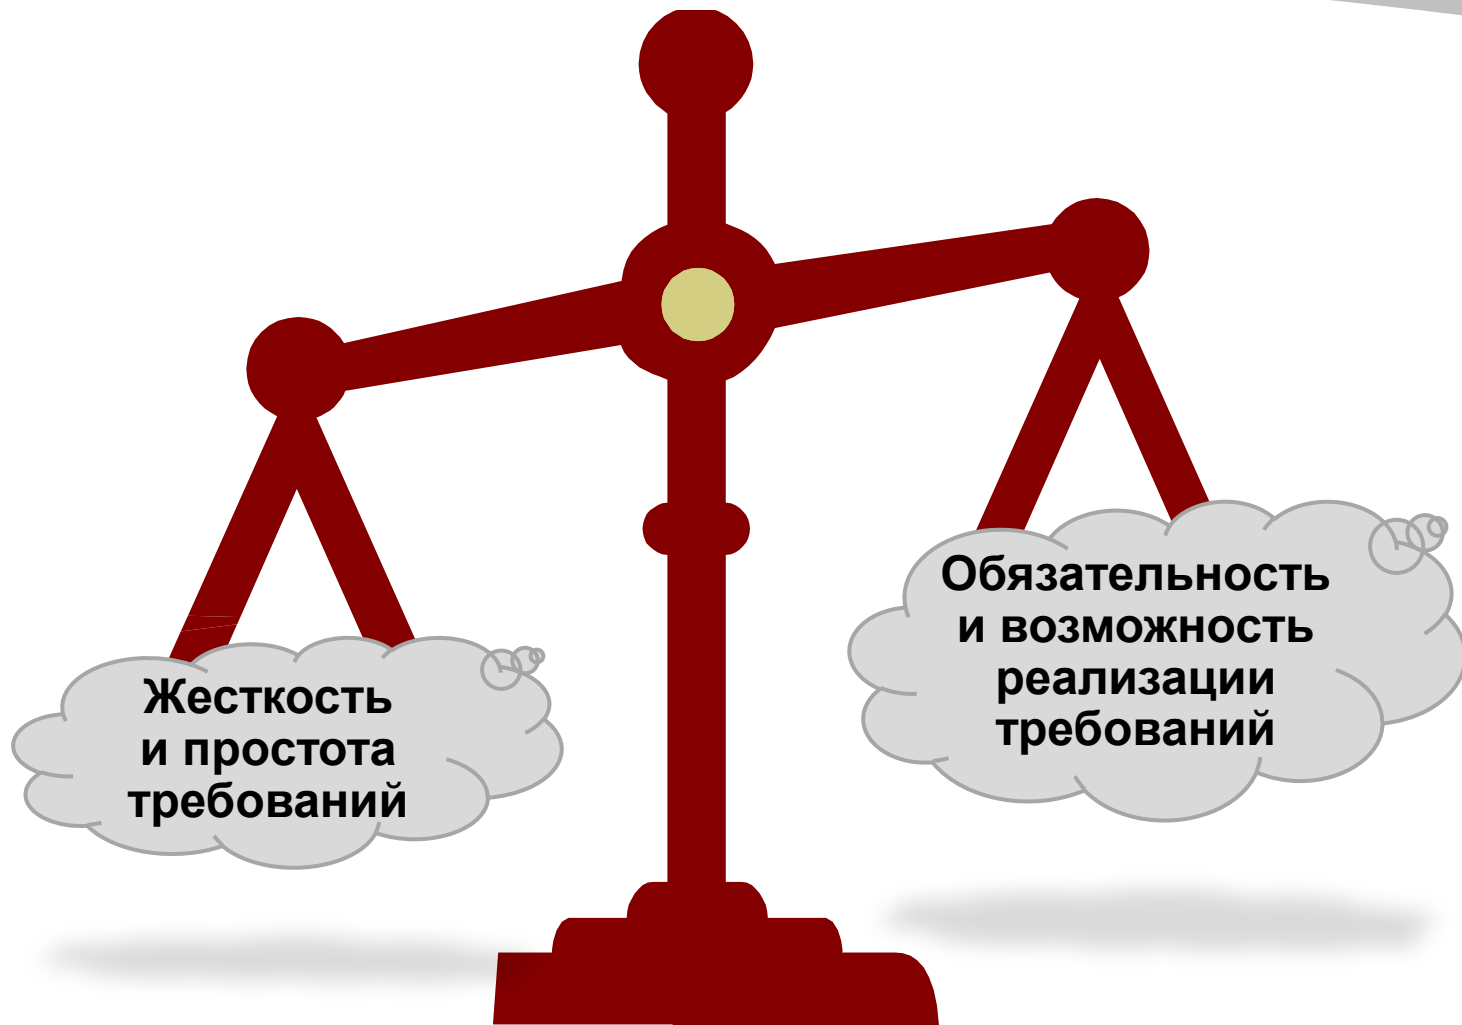 Жесткость
и простота
требований
Обязательность
и возможность
реализации
требований